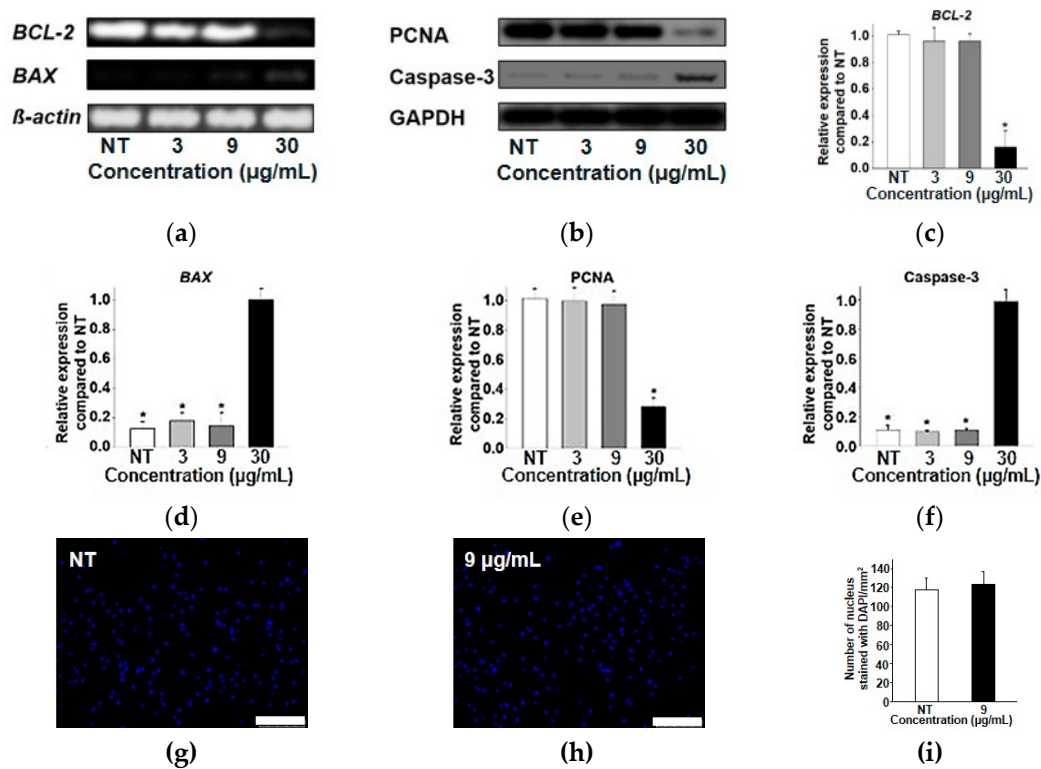 BCL-2
BAX
ß-actin
NT 3 9 30
Concentration (µg/mL)
(a)
PCNA
Caspase-3
GAPDH
NT 3 9 30
Concentration (µg/mL)
(b)
BCL-2
Relative expression
compared to NT
1.0
0.8
0.6
0.4
0.2
0.0
*
NT 3 9 30
Concentration (µg/mL)
(c)
BAX
Relative expression
compared to NT
1.0
0.8
0.6
0.4
0.2
0.0
* * *
NT 3 9 30
Concentration (µg/mL)
(d)
PCNA
Relative expression
compared to NT
1.0
0.8
0.6
0.4
0.2
0.0
*
NT 3 9 30
Concentration (µg/mL)
(e)
Caspase-3
Relative expression
compared to NT
1.0
0.8
0.6
0.4
0.2
0.0
* * *
NT 3 9 30
Concentration (µg/mL)
(f)
NT
(g)
9 µg/mL
(h)
Number of nucleus
stained with DAPI/mm²
140
120
100
80
60
40
20
0
NT 9
Concentration (µg/mL)
(i)